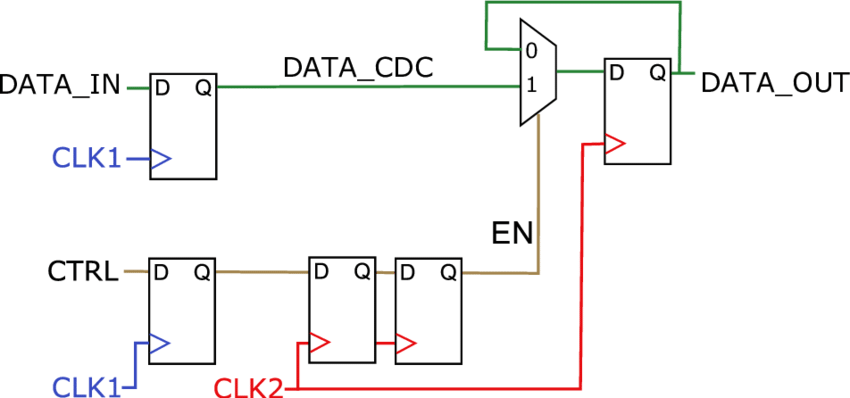 0
DATA_CDC
D Q
DATA_IN
D Q
1
DATA_OUT
CLK1
EN
CTRL
D Q
D Q
D Q
CLK1
CLK2